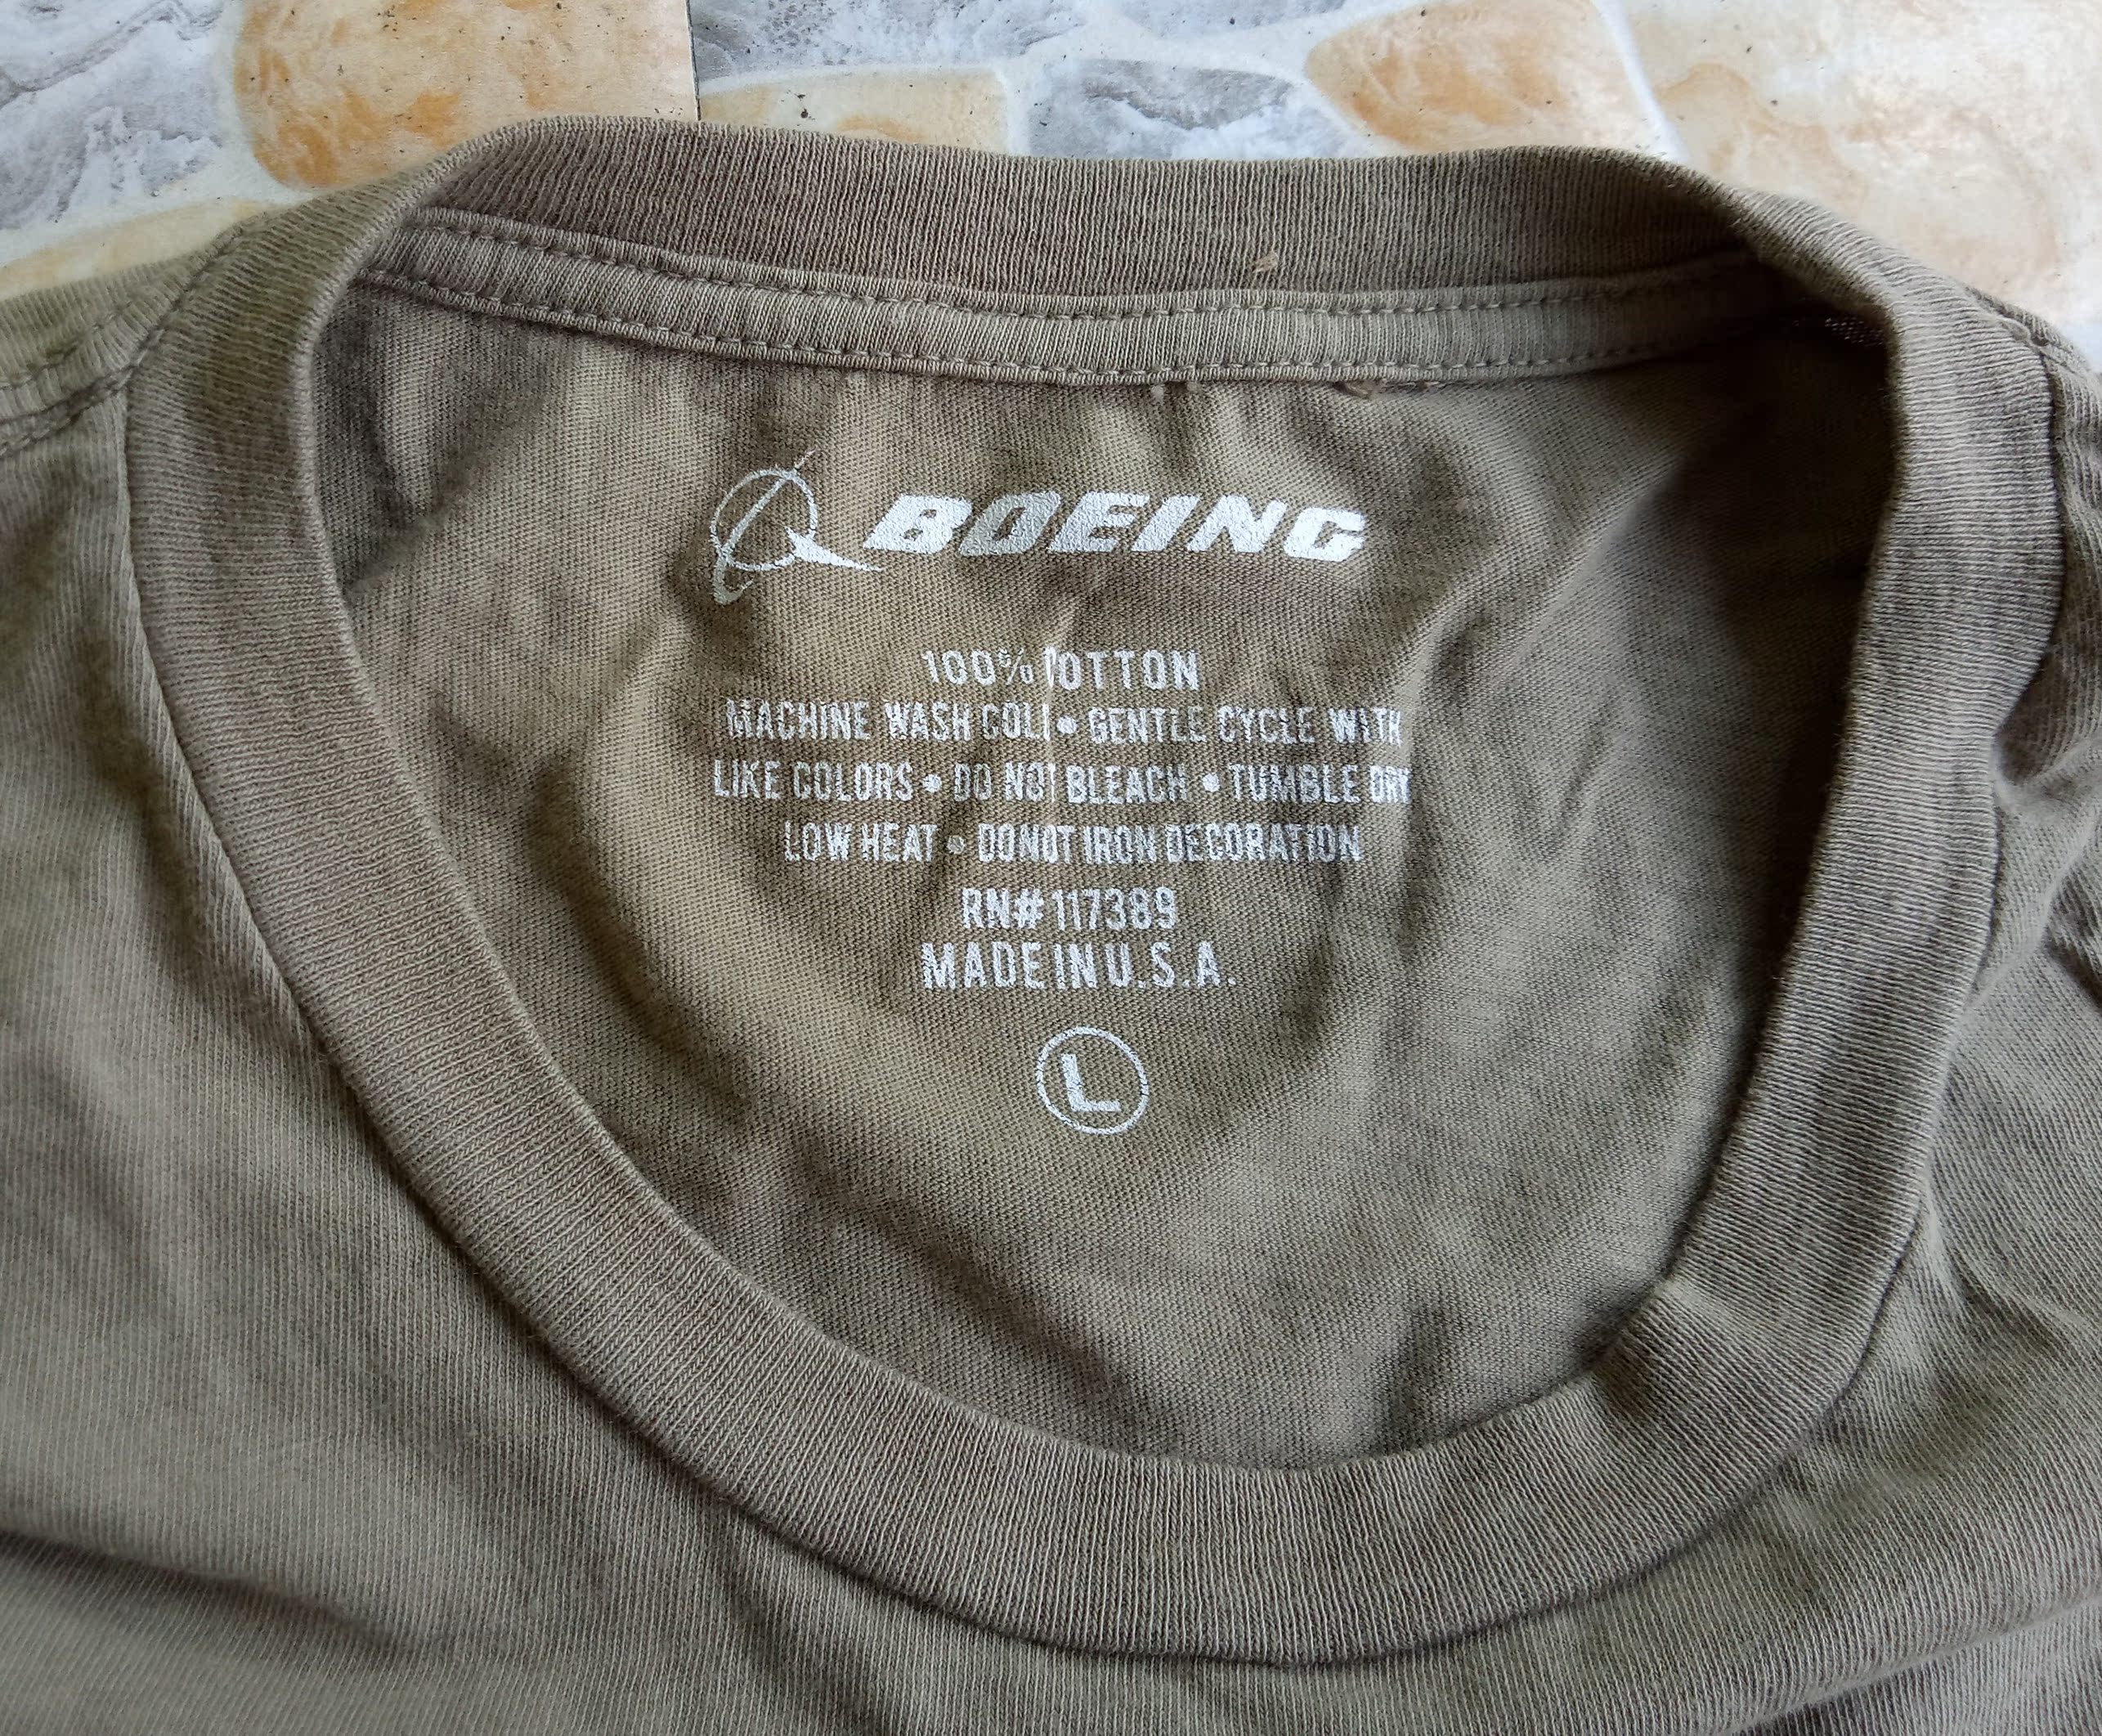 BOEING
100% COTTON
MACHINE WASH COLD • GENTLE CYCLE WITH
LIKE COLORS • DO NOT BLEACH • TUMBLE DRY
LOW HEAT • DO NOT IRON DECORATION
RN# 117389
MADE IN U.S.A.
L